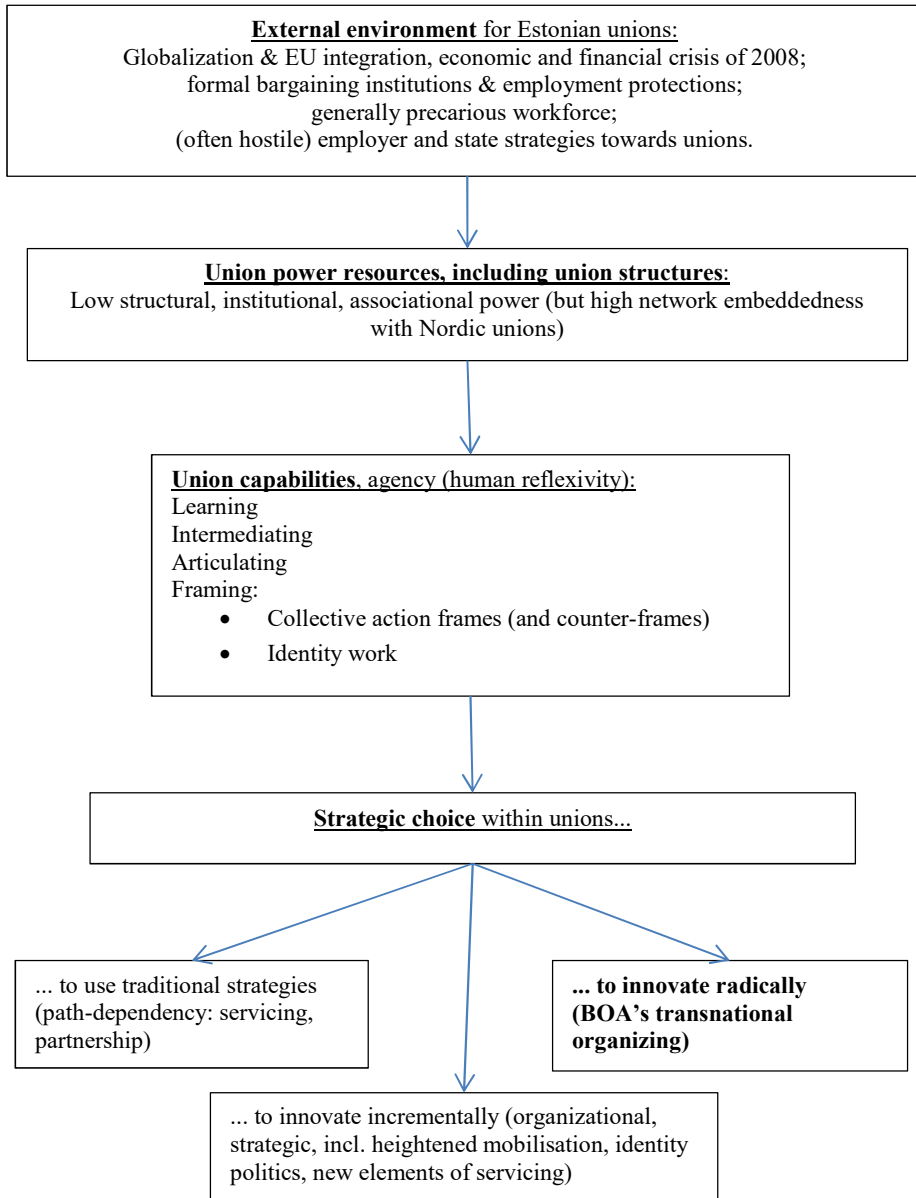 External environment for Estonian unions:
Globalization & EU integration, economic and financial crisis of 2008;
formal bargaining institutions & employment protections;
generally precarious workforce;
(often hostile) employer and state strategies towards unions.
Union power resources, including union structures:
Low structural, institutional, associational power (but high network embeddedness
with Nordic unions)
Union capabilities, agency (human reflexivity):
Learning
Intermediating
Articulating
Framing:
• Collective action frames (and counter-frames)
• Identity work
Strategic choice within unions...
... to use traditional strategies
(path-dependency: servicing,
partnership)
... to innovate radically
(BOA’s transnational
organizing)
... to innovate incrementally (organizational,
strategic, incl. heightened mobilisation, identity
politics, new elements of servicing)